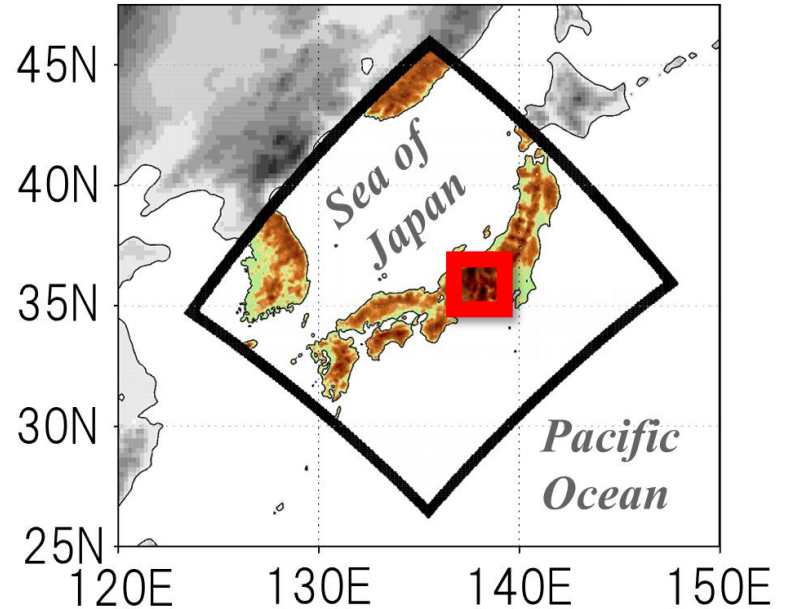 45N
40N
35N
30N
25N
120E
130E
140E
150E
Sea of
Japan
Pacific
Ocean